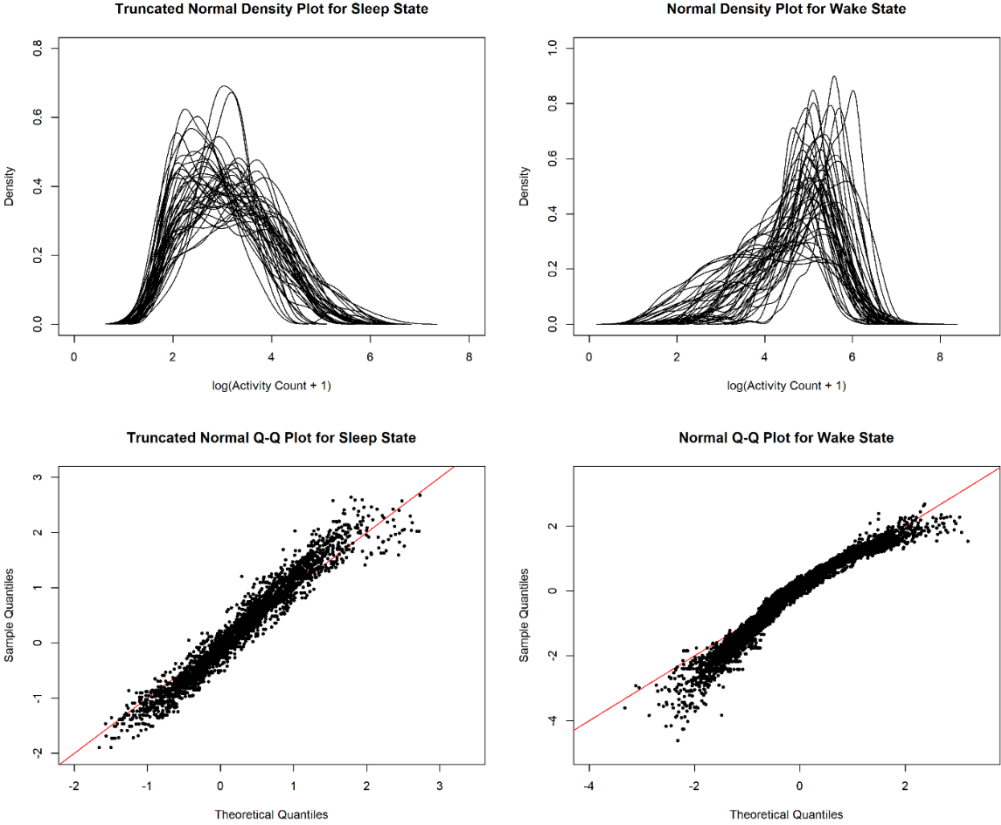 Truncated Normal Density Plot for Sleep State
Density
0.0 0.2 0.4 0.6 0.8
0 2 4 6 8
log(Activity Count + 1)
Normal Density Plot for Wake State
Density
0.0 0.2 0.4 0.6 0.8 1.0
0 2 4 6 8
log(Activity Count + 1)
Truncated Normal Q-Q Plot for Sleep State
Sample Quantiles
-2 -1 0 1 2 3
-2 -1 0 1 2 3
Theoretical Quantiles
Normal Q-Q Plot for Wake State
Sample Quantiles
-4 -2 0 2
-4 -2 0 2
Theoretical Quantiles